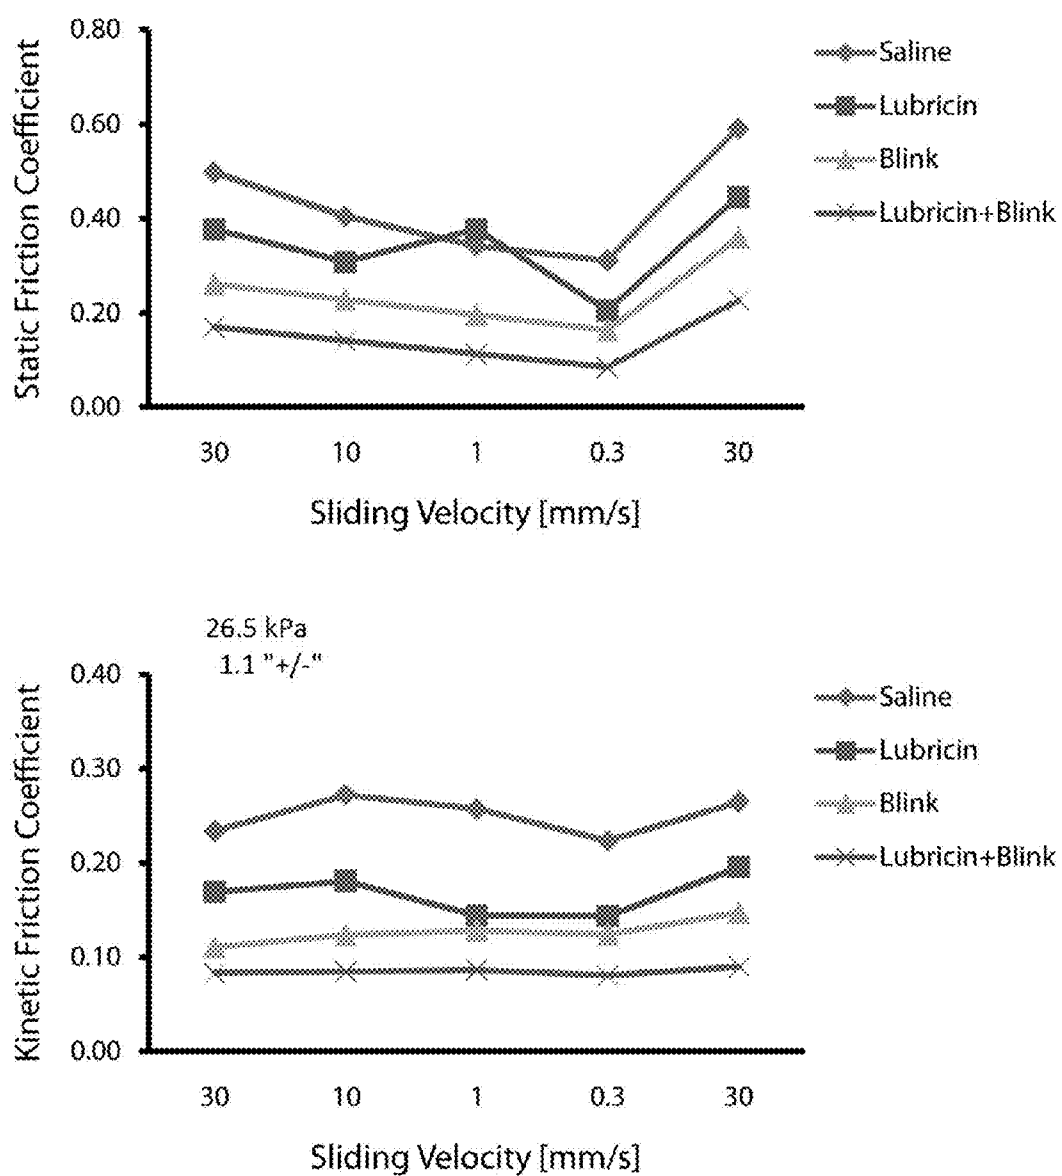 Static Friction Coefficient
0.80
0.60
0.40
0.20
0.00
30 10 1 0.3 30
Sliding Velocity [mm/s]
Saline
Lubricin
Blink
Lubricin+Blink
26.5 kPa
1.1 "+/-"
Kinetic Friction Coefficient
0.40
0.30
0.20
0.10
0.00
30 10 1 0.3 30
Sliding Velocity [mm/s]
Saline
Lubricin
Blink
Lubricin+Blink